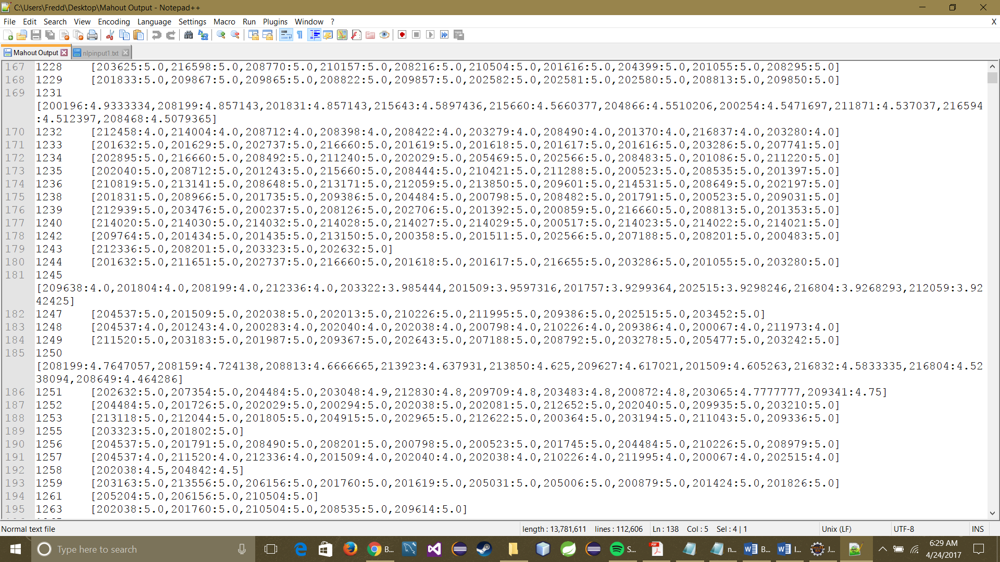 C:\Users\Fredd\Desktop\Mahout Output - Notepad++
File Edit Search View Encoding Language Settings Macro Run Plugins Window ? X
Mahout Output nlpinput1.txt
167 1228 [203625:5.0,216598:5.0,208770:5.0,210157:5.0,208216:5.0,210504:5.0,201616:5.0,204399:5.0,201055:5.0,208295:5.0]
168 1229 [201833:5.0,209867:5.0,209865:5.0,208822:5.0,209857:5.0,202582:5.0,202581:5.0,202580:5.0,208813:5.0,209850:5.0]
169 1231
[200196:4.9333334,208199:4.857143,201831:4.857143,215643:4.5897436,215660:4.5660377,204866:4.5510206,200254:4.5471697,211871:4.537037,216594
:4.512397,208468:4.5079365]
170 1232 [212458:4.0,214004:4.0,208712:4.0,208398:4.0,208422:4.0,203279:4.0,208490:4.0,201370:4.0,216837:4.0,203280:4.0]
171 1233 [201632:5.0,201629:5.0,202737:5.0,216660:5.0,201619:5.0,201618:5.0,201617:5.0,201616:5.0,203286:5.0,207741:5.0]
172 1234 [202895:5.0,216660:5.0,208492:5.0,211240:5.0,202029:5.0,205469:5.0,202566:5.0,208483:5.0,201086:5.0,211220:5.0]
173 1235 [202040:5.0,208712:5.0,201243:5.0,215660:5.0,208444:5.0,210421:5.0,211288:5.0,200523:5.0,208535:5.0,201397:5.0]
174 1236 [210819:5.0,213141:5.0,208648:5.0,213171:5.0,212059:5.0,213850:5.0,209601:5.0,214531:5.0,208649:5.0,202197:5.0]
175 1238 [201831:5.0,208966:5.0,201735:5.0,209386:5.0,204484:5.0,200798:5.0,208482:5.0,201791:5.0,200523:5.0,209031:5.0]
176 1239 [212939:5.0,203476:5.0,200237:5.0,208126:5.0,202706:5.0,201392:5.0,200859:5.0,216660:5.0,208813:5.0,201353:5.0]
177 1240 [214020:5.0,214030:5.0,214032:5.0,214028:5.0,214027:5.0,214029:5.0,200517:5.0,214023:5.0,214022:5.0,214021:5.0]
178 1242 [209764:5.0,201434:5.0,201435:5.0,213150:5.0,200358:5.0,201511:5.0,202566:5.0,207188:5.0,208201:5.0,200483:5.0]
179 1243 [212336:5.0,208201:5.0,203323:5.0,202632:5.0]
180 1244 [201632:5.0,211651:5.0,202737:5.0,216660:5.0,201618:5.0,201617:5.0,216655:5.0,203286:5.0,201055:5.0,203280:5.0]
181 1245
[209638:4.0,201804:4.0,208199:4.0,212336:4.0,203322:3.985444,201509:3.9597316,201757:3.9299364,202515:3.9298246,216804:3.9268293,212059:3.92
42425]
182 1247 [204537:5.0,201509:5.0,202038:5.0,202013:5.0,210226:5.0,211995:5.0,209386:5.0,202515:5.0,203452:5.0]
183 1248 [204537:4.0,201243:4.0,200283:4.0,202040:4.0,202038:4.0,200798:4.0,210226:4.0,209386:4.0,200067:4.0,211973:4.0]
184 1249 [211520:5.0,203183:5.0,201987:5.0,209367:5.0,202643:5.0,207188:5.0,208792:5.0,203278:5.0,205477:5.0,203242:5.0]
185 1250
[208199:4.7647057,208159:4.724138,208813:4.6666665,213923:4.637931,213850:4.625,209627:4.617021,201509:4.605263,216832:4.5833335,216804:4.52
38094,208649:4.464286]
186 1251 [202632:5.0,207354:5.0,204484:5.0,203048:4.9,212830:4.8,209709:4.8,203483:4.8,200872:4.8,203065:4.7777777,209341:4.75]
187 1252 [204484:5.0,201726:5.0,202029:5.0,200294:5.0,202038:5.0,202081:5.0,212652:5.0,202040:5.0,209935:5.0,203210:5.0]
188 1253 [213118:5.0,212044:5.0,201805:5.0,204915:5.0,202965:5.0,212622:5.0,200364:5.0,203194:5.0,211043:5.0,209336:5.0]
189 1255 [203323:5.0,201802:5.0]
190 1256 [204537:5.0,201791:5.0,208490:5.0,208201:5.0,200798:5.0,200523:5.0,201745:5.0,204484:5.0,210226:5.0,208979:5.0]
191 1257 [204537:4.0,211520:4.0,212336:4.0,201509:4.0,202040:4.0,202038:4.0,210226:4.0,211995:4.0,200067:4.0,202515:4.0]
192 1258 [202038:4.5,204842:4.5]
193 1259 [203163:5.0,213556:5.0,206156:5.0,201760:5.0,201619:5.0,205031:5.0,205006:5.0,200879:5.0,201424:5.0,201826:5.0]
194 1261 [205204:5.0,206156:5.0,210504:5.0]
195 1263 [202038:5.0,201760:5.0,210504:5.0,208535:5.0,209614:5.0]
Normal text file length : 13,781,611 lines : 112,606 Ln : 138 Col : 5 Sel : 4 | 1 Unix (LF) UTF-8 INS
Type here to search B... S... n... B... I... J... 6:29 AM
4/24/2017